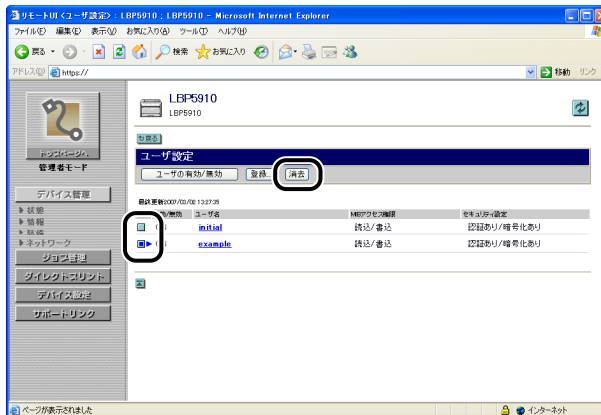 リモートUI <ユーザ設定> : LBP5910 ; LBP5910 - Microsoft Internet Explorer
ファイル(F) 編集(E) 表示(V) お気に入り(A) ツール(T) ヘルプ(H)
戻る 検索 お気に入り
アドレス(D) https:// 移動 リンク
LBP5910
LBP5910
戻る
トップページへ
管理者モード
ユーザ設定
ユーザの有効/無効 登録... 消去
デバイス管理
状態
情報
ネットワーク
ジョブ管理
ダイレクトプリント
デバイス設定
サポートリンク
最終更新2007/03/02 13:27:35
/無効 ユーザ名 MIBアクセス権限 セキュリティ設定
initial 読込/書込 認証あり/暗号化あり
example 読込/書込 認証あり/暗号化あり
ページが表示されました インターネット